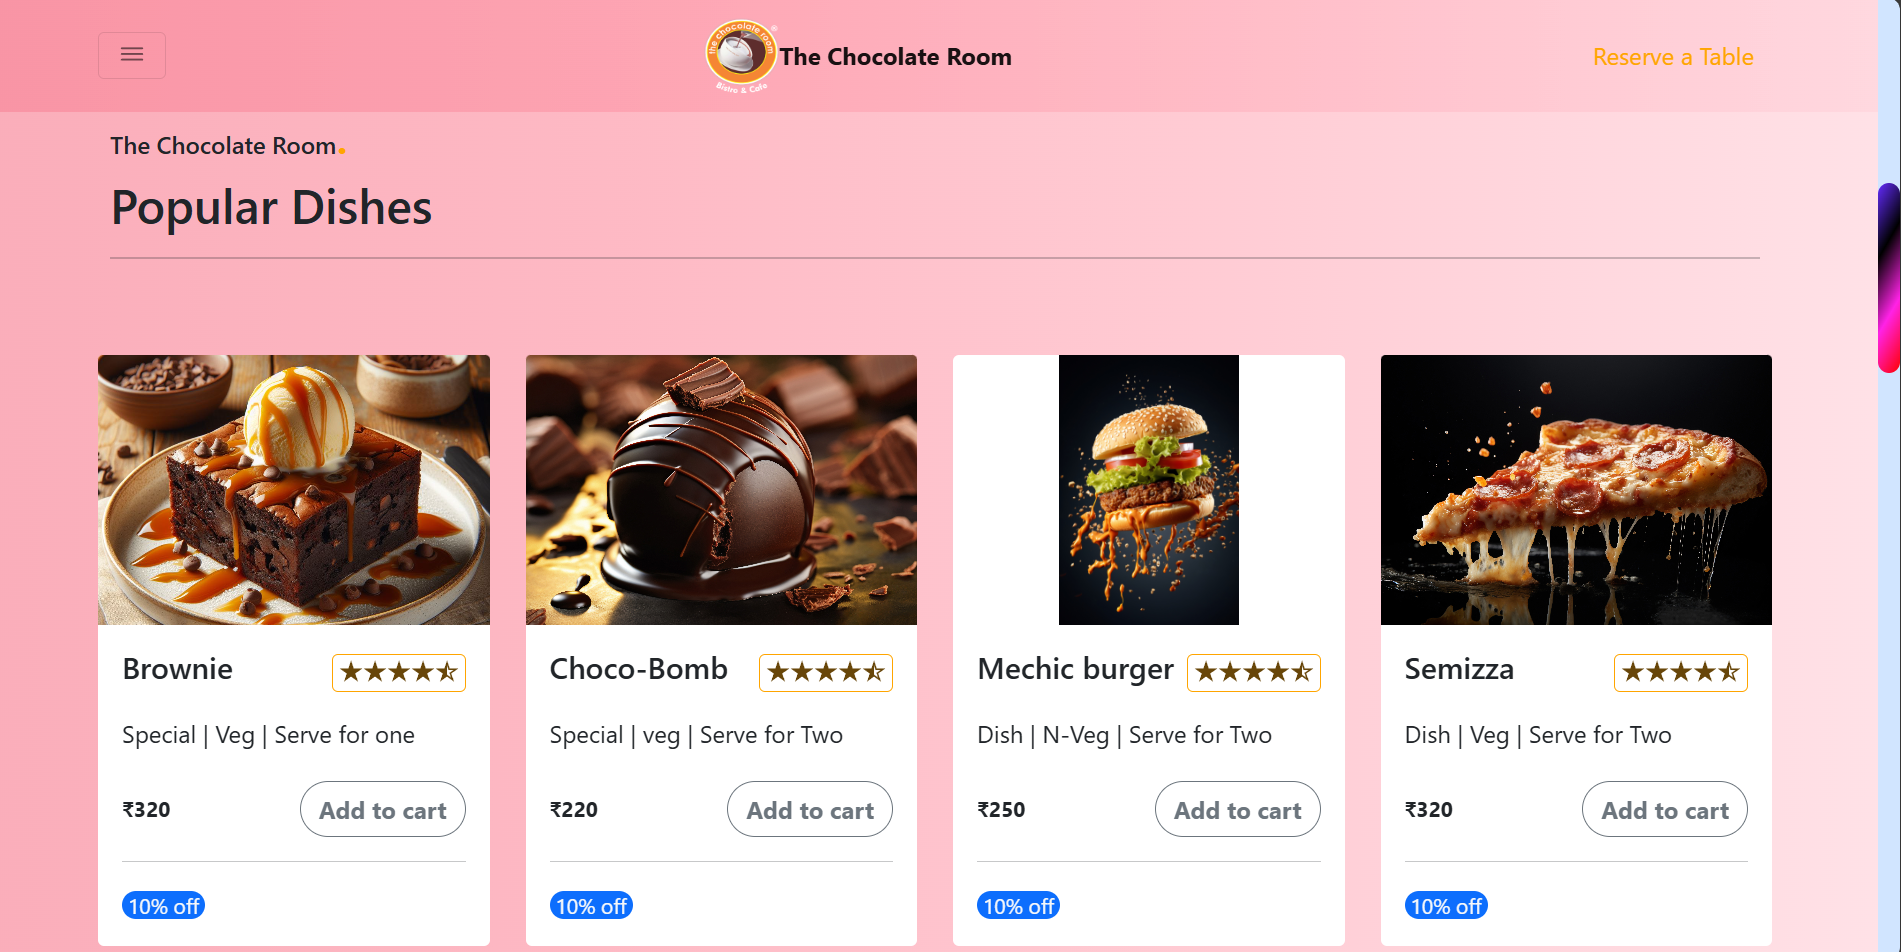 the chocolate room
®
Bistro & Cafe
The Chocolate Room
Reserve a Table
The Chocolate Room.
Popular Dishes
Brownie ★★★★⯪
Special | Veg | Serve for one
₹320 Add to cart
10% off
Choco-Bomb ★★★★⯪
Special | veg | Serve for Two
₹220 Add to cart
10% off
Mechic burger ★★★★⯪
Dish | N-Veg | Serve for Two
₹250 Add to cart
10% off
Semizza ★★★★⯪
Dish | Veg | Serve for Two
₹320 Add to cart
10% off